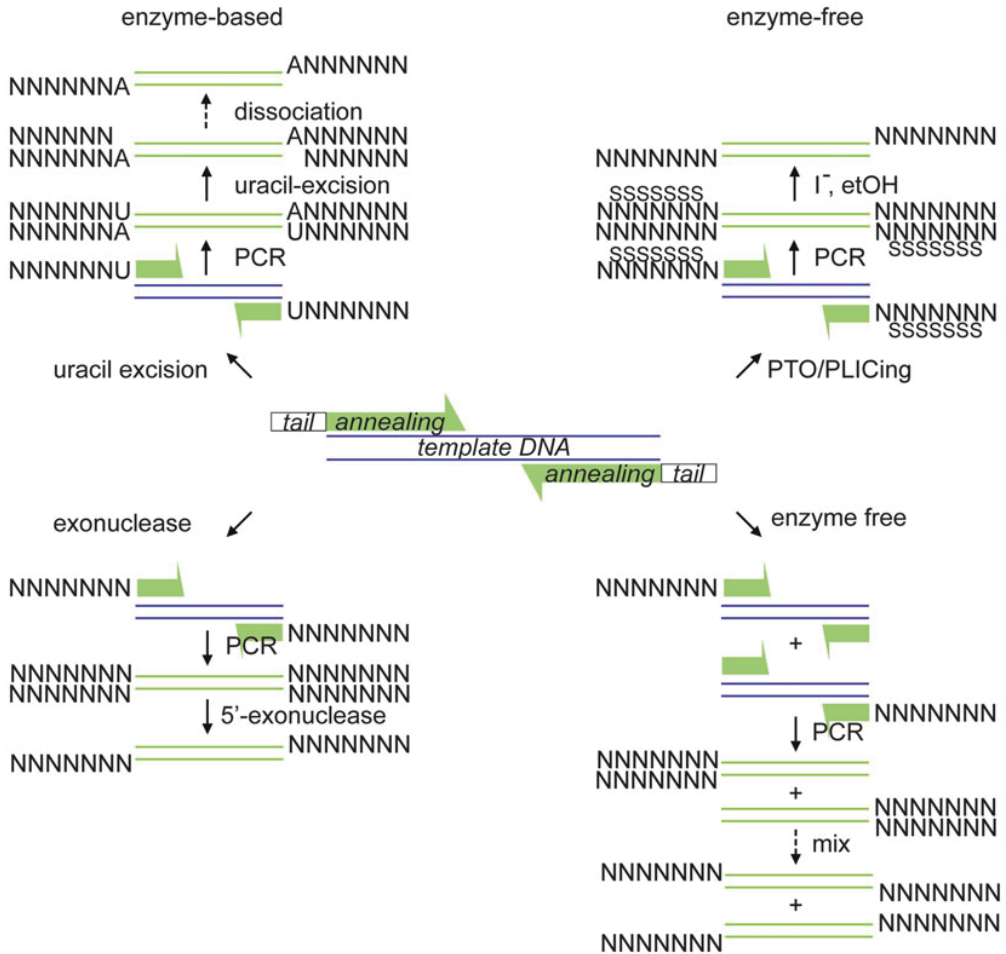 enzyme-based
enzyme-free
NNNNNNA ANNNNNN
dissociation
NNNNNN ANNNNNN
NNNNNNA NNNNNN
uracil-excision
NNNNNNU ANNNNNN
NNNNNNA UNNNNNN
PCR
NNNNNNU
UNNNNNN
uracil excision
NNNNNNN NNNNNNN
I⁻, etOH
SSSSSSS
NNNNNNN NNNNNNN
NNNNNNN NNNNNNN
SSSSSSS
SSSSSSS
PCR
NNNNNNN
NNNNNNN
SSSSSSS
PTO/PLICing
tail annealing
template DNA
annealing tail
exonuclease
NNNNNNN
NNNNNNN
PCR
NNNNNNN NNNNNNN
NNNNNNN NNNNNNN
5'-exonuclease
NNNNNNN
NNNNNNN
enzyme free
NNNNNNN
+
NNNNNNN
PCR
NNNNNNN
NNNNNNN
+
NNNNNNN
NNNNNNN
mix
NNNNNNN
NNNNNNN
+
NNNNNNN
NNNNNNN